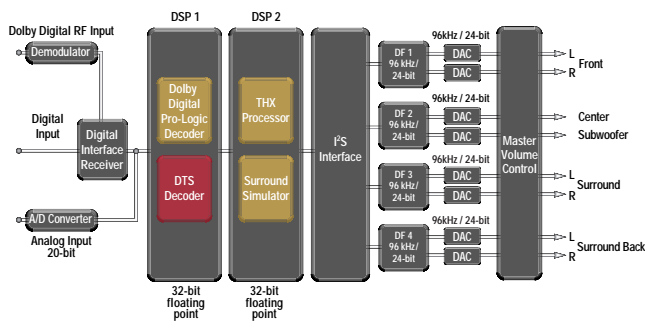 DSP 1
DSP 2
Dolby Digital RF Input
Demodulator
Digital
Input
Digital
Interface
Receiver
A/D Converter
Analog Input
20-bit
Dolby
Digital
Pro-Logic
Decoder
DTS
Decoder
32-bit
floating
point
THX
Processor
Surround
Simulator
32-bit
floating
point
I²S
Interface
DF 1
96 kHz/
24-bit
96kHz / 24-bit
DAC
DAC
DF 2
96 kHz/
24-bit
96kHz / 24-bit
DAC
DAC
DF 3
96 kHz/
24-bit
96kHz / 24-bit
DAC
DAC
DF 4
96 kHz/
24-bit
96kHz / 24-bit
DAC
DAC
Master
Volume
Control
L
Front
R
Center
Subwoofer
L
Surround
R
L
Surround Back
R